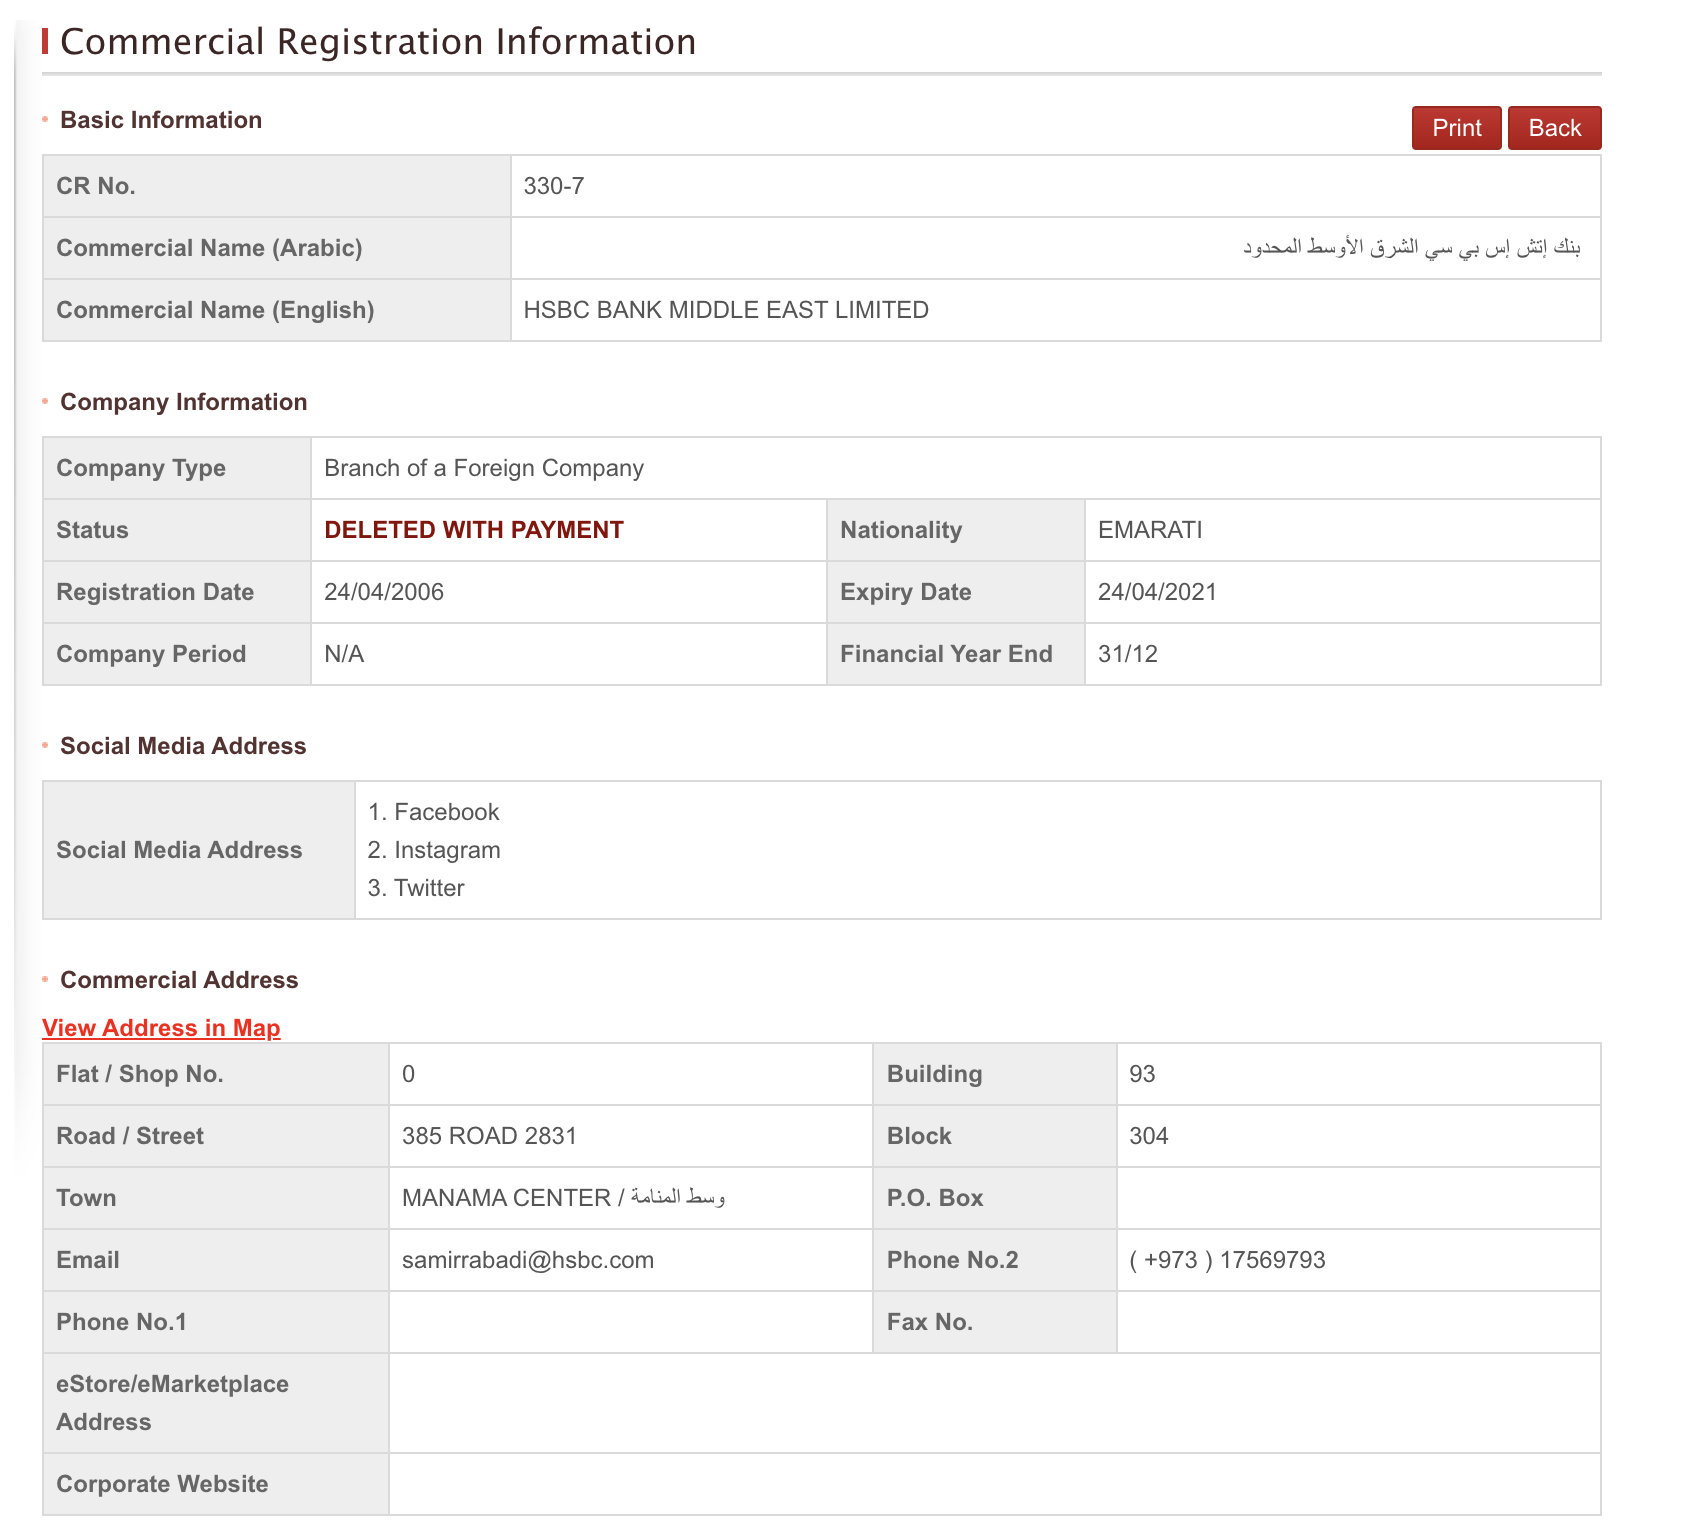 Commercial Registration Information
Basic Information
Print Back
CR No. 330-7
Commercial Name (Arabic) بنك إتش إس بي سي الشرق الأوسط المحدود
Commercial Name (English) HSBC BANK MIDDLE EAST LIMITED
Company Information
Company Type Branch of a Foreign Company
Status DELETED WITH PAYMENT Nationality EMARATI
Registration Date 24/04/2006 Expiry Date 24/04/2021
Company Period N/A Financial Year End 31/12
Social Media Address
Social Media Address
1. Facebook
2. Instagram
3. Twitter
Commercial Address
View Address in Map
Flat / Shop No. 0 Building 93
Road / Street 385 ROAD 2831 Block 304
Town MANAMA CENTER / وسط المنامة P.O. Box
Email samirrabadi@hsbc.com Phone No.2 ( +973 ) 17569793
Phone No.1 Fax No.
eStore/eMarketplace
Address
Corporate Website